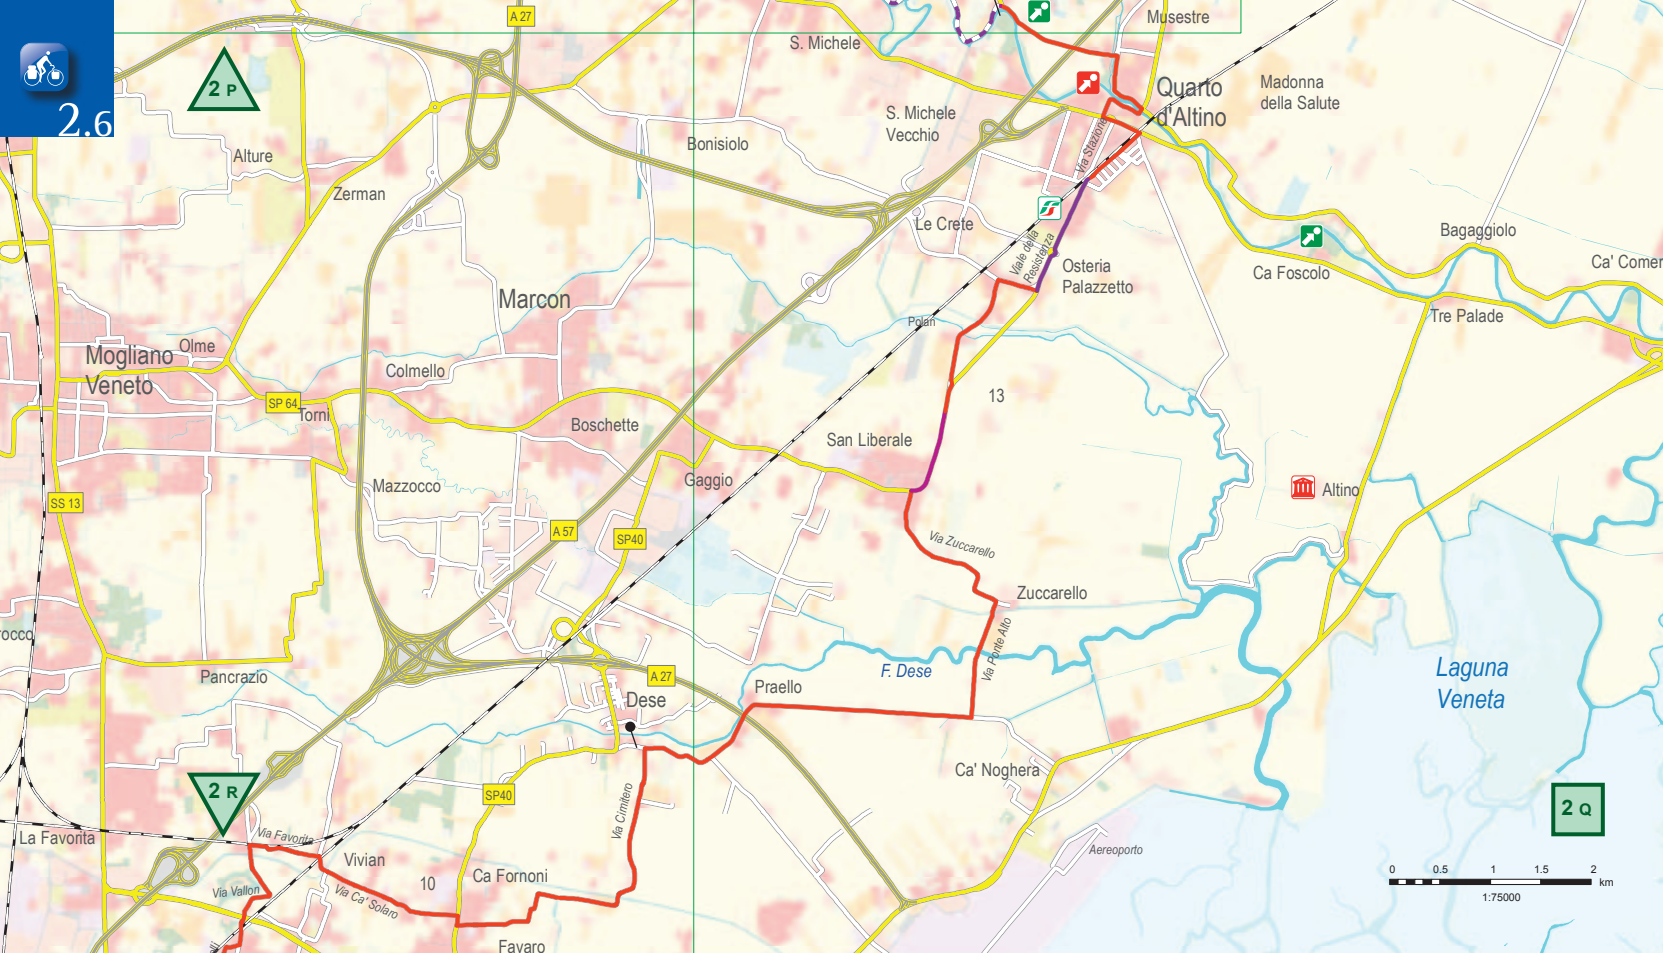 A 27
Musestre
S. Michele
2 P
Quarto
d'Altino
Madonna
della Salute
2.6
S. Michele
Vecchio
Bonisiolo
Alture
Via Stazione
Zerman
Le Crete
Viale della
Resistenza
Bagaggiolo
Osteria
Palazzetto
Ca Foscolo
Ca' Comer
Marcon
Polan
Tre Palade
Mogliano
Veneto
Olme
Colmello
13
SP 64
Torni
Boschette
San Liberale
Gaggio
Mazzocco
Altino
SS 13
A 57
SP40
Via Zuccarello
Zuccarello
rocco
Via Ponte Alto
F. Dese
Laguna
Veneta
Pancrazio
A 27
Praello
Dese
Ca' Noghera
2 R
SP40
Via Cimitero
2 Q
La Favorita
Via Favorita
Vivian
Aereoporto
Ca Fornoni
10
Via Vallon
Via Ca' Solaro
0 0.5 1 1.5 2
km
1:75000
Favaro